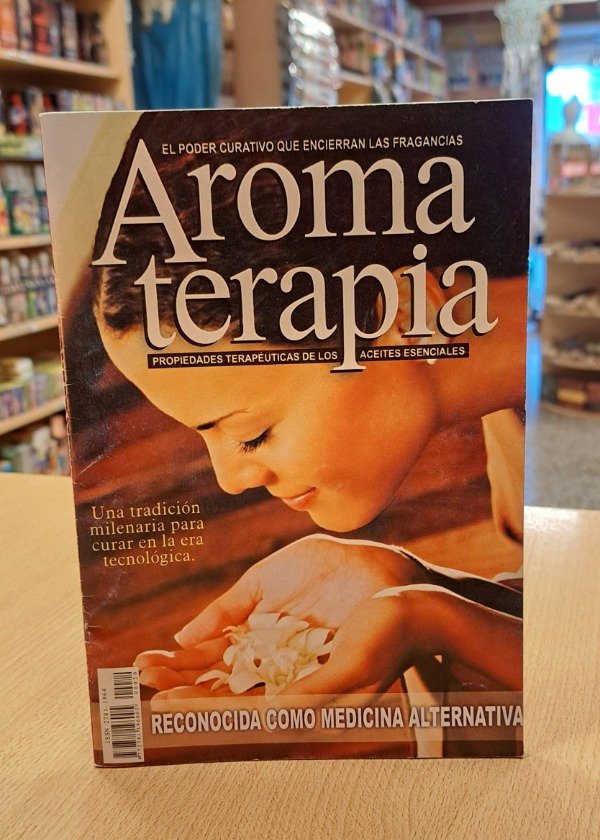 EL PODER CURATIVO QUE ENCIERRAN LAS FRAGANCIAS
Aroma
terapia
PROPIEDADES TERAPÉUTICAS DE LOS ACEITES ESENCIALES
Una tradición
milenaria para
curar en la era
tecnológica.
RECONOCIDA COMO MEDICINA ALTERNATIVA